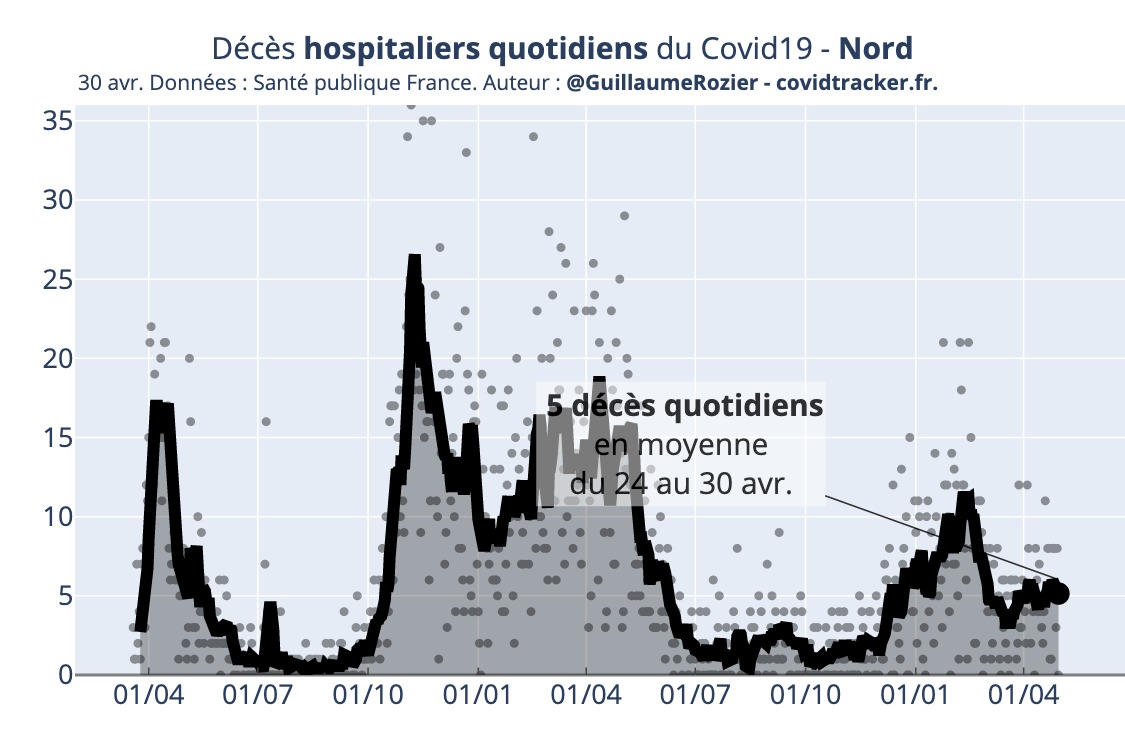 Décès hospitaliers quotidiens du Covid19 - Nord
30 avr. Données : Santé publique France. Auteur : @GuillaumeRozier - covidtracker.fr.
35
30
25
20
15
10
5
0
5 décès quotidiens
en moyenne
du 24 au 30 avr.
01/04 01/07 01/10 01/01 01/04 01/07 01/10 01/01 01/04